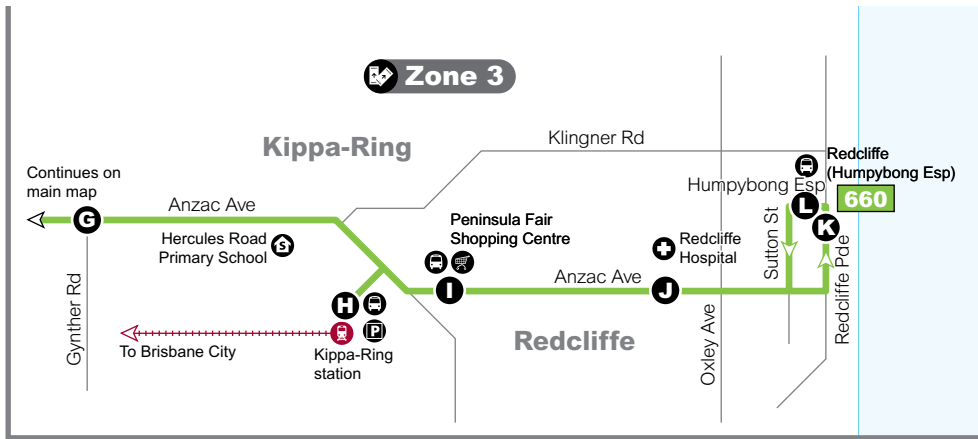 Zone 3
Kippa-Ring
Klingner Rd
Redcliffe
(Humpybong Esp)
Continues on
main map
Humpybong Esp
L
660
G
Anzac Ave
K
Peninsula Fair
Shopping Centre
Hercules Road
Primary School
S
Redcliffe
Hospital
Sutton St
Redcliffe Pde
Anzac Ave
I
J
H
P
Gynther Rd
To Brisbane City
Kippa-Ring
station
Redcliffe
Oxley Ave